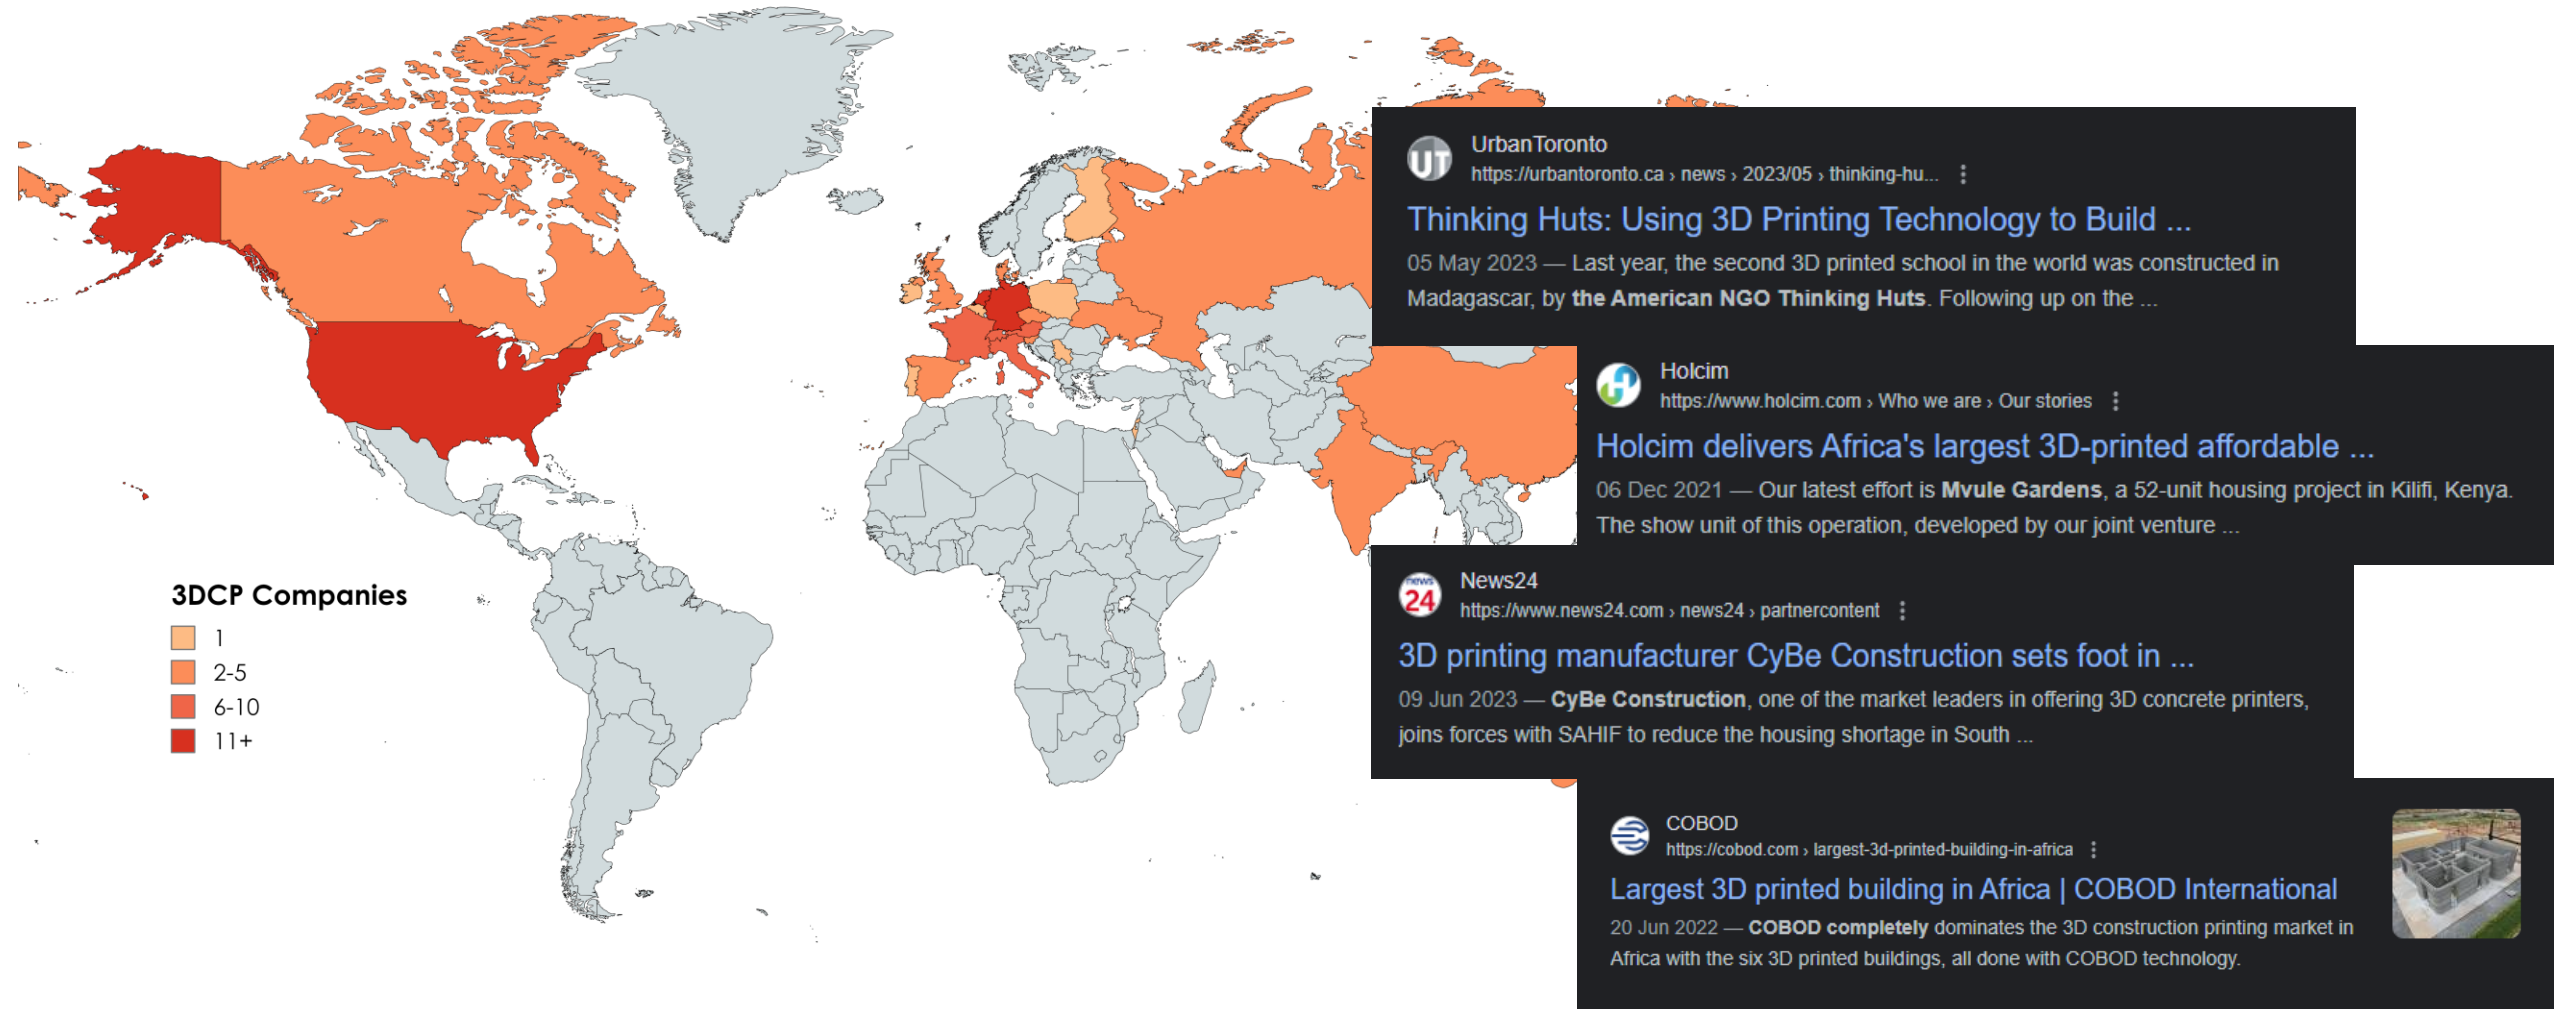 3DCP Companies
1
2-5
6-10
11+
UT
UrbanToronto
https://urbantoronto.ca › news › 2023/05 › thinking-hu...
Thinking Huts: Using 3D Printing Technology to Build ...
05 May 2023 — Last year, the second 3D printed school in the world was constructed in
Madagascar, by the American NGO Thinking Huts. Following up on the ...
Holcim
https://www.holcim.com › Who we are › Our stories
Holcim delivers Africa's largest 3D-printed affordable ...
06 Dec 2021 — Our latest effort is Mvule Gardens, a 52-unit housing project in Kilifi, Kenya.
The show unit of this operation, developed by our joint venture ...
news
24
News24
https://www.news24.com › news24 › partnercontent
3D printing manufacturer CyBe Construction sets foot in ...
09 Jun 2023 — CyBe Construction, one of the market leaders in offering 3D concrete printers,
joins forces with SAHIF to reduce the housing shortage in South ...
COBOD
https://cobod.com › largest-3d-printed-building-in-africa
Largest 3D printed building in Africa | COBOD International
20 Jun 2022 — COBOD completely dominates the 3D construction printing market in
Africa with the six 3D printed buildings, all done with COBOD technology.